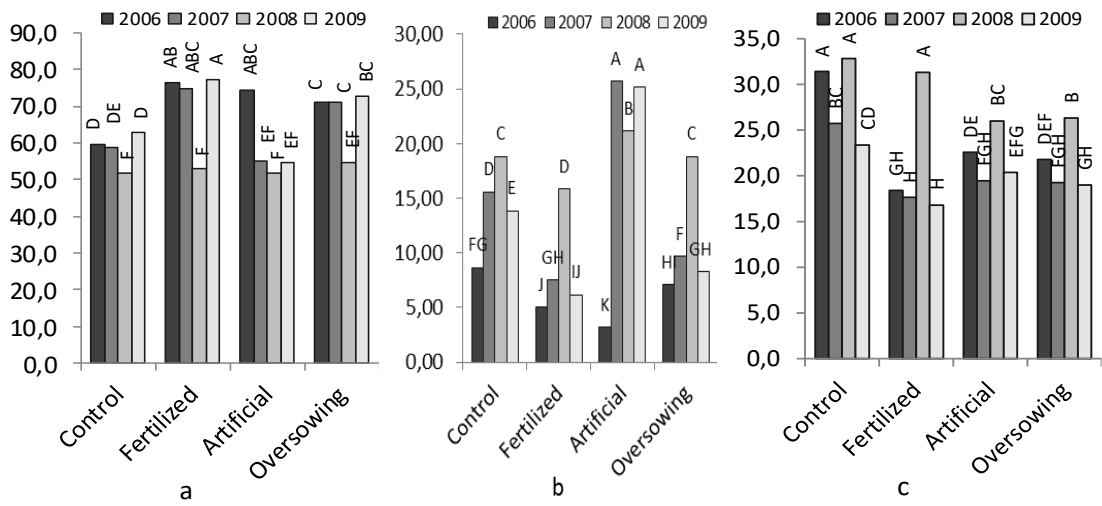 2006 2007 2008 2009
90,0
80,0
70,0
60,0
50,0
40,0
30,0
20,0
10,0
0,0
D DE F D
AB ABC F A
ABC EF F EF
C C EF BC
Control Fertilized Artificial Oversowing
a
2006 2007 2008 2009
30,00
25,00
20,00
15,00
10,00
5,00
0,00
FG D C E
J GH D IJ
K A B A
HI F C GH
Control Fertilized Artificial Oversowing
b
2006 2007 2008 2009
35,0
30,0
25,0
20,0
15,0
10,0
5,0
0,0
A BC A CD
GH H A H
DE FGH BC EFG
DEF FGH B GH
Control Fertilized Artificial Oversowing
c